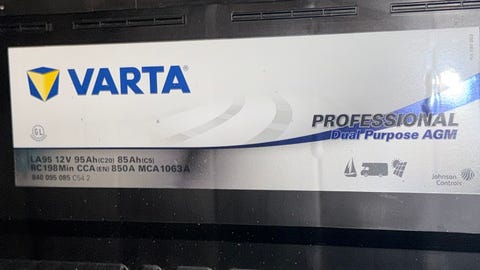 VARTA®
PROFESSIONAL
Dual Purpose AGM
GL
LA95 12V 95Ah(C20) 85Ah(C5)
RC198Min CCA(EN) 850A MCA1063A
840 095 085 C54 2
Johnson
Controls